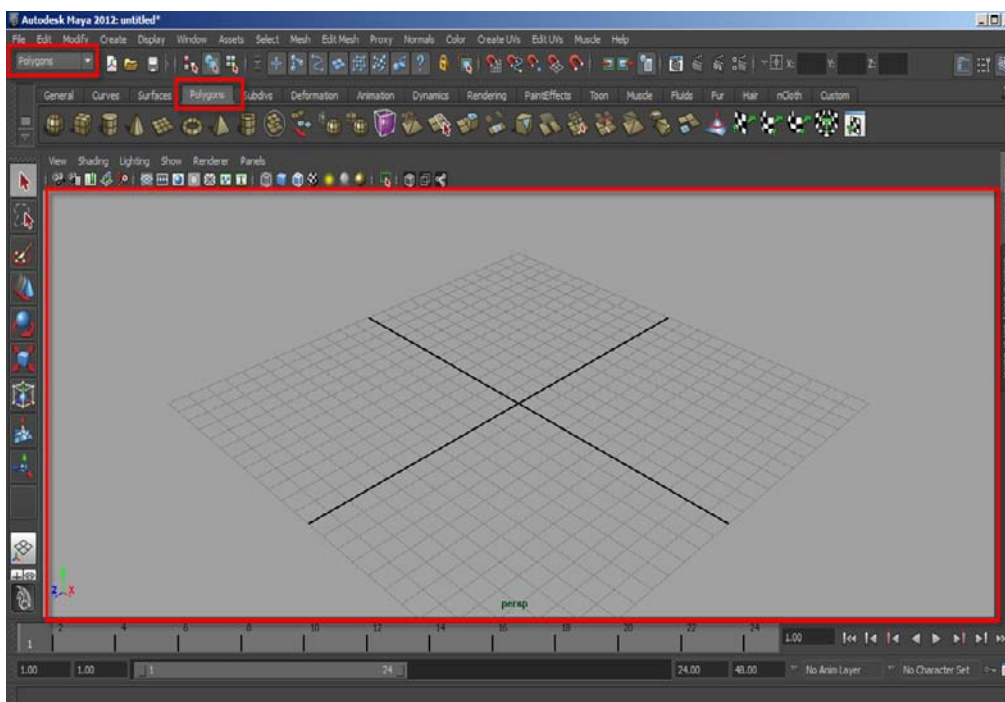 Autodesk Maya 2012: untitled*
File Edit Modify Create Display Window Assets Select Mesh Edit Mesh Proxy Normals Color Create UVs Edit UVs Muscle Help
Polygons X: Y: Z:
General Curves Surfaces Polygons Subdivs Deformation Animation Dynamics Rendering PaintEffects Toon Muscle Fluids Fur Hair nCloth Custom
View Shading Lighting Show Renderer Panels
z x
persp
2 4 6 8 10 12 14 16 18 20 22 24
1 1.00
1.00 1.00 1 24 24.00 48.00 No Anim Layer No Character Set